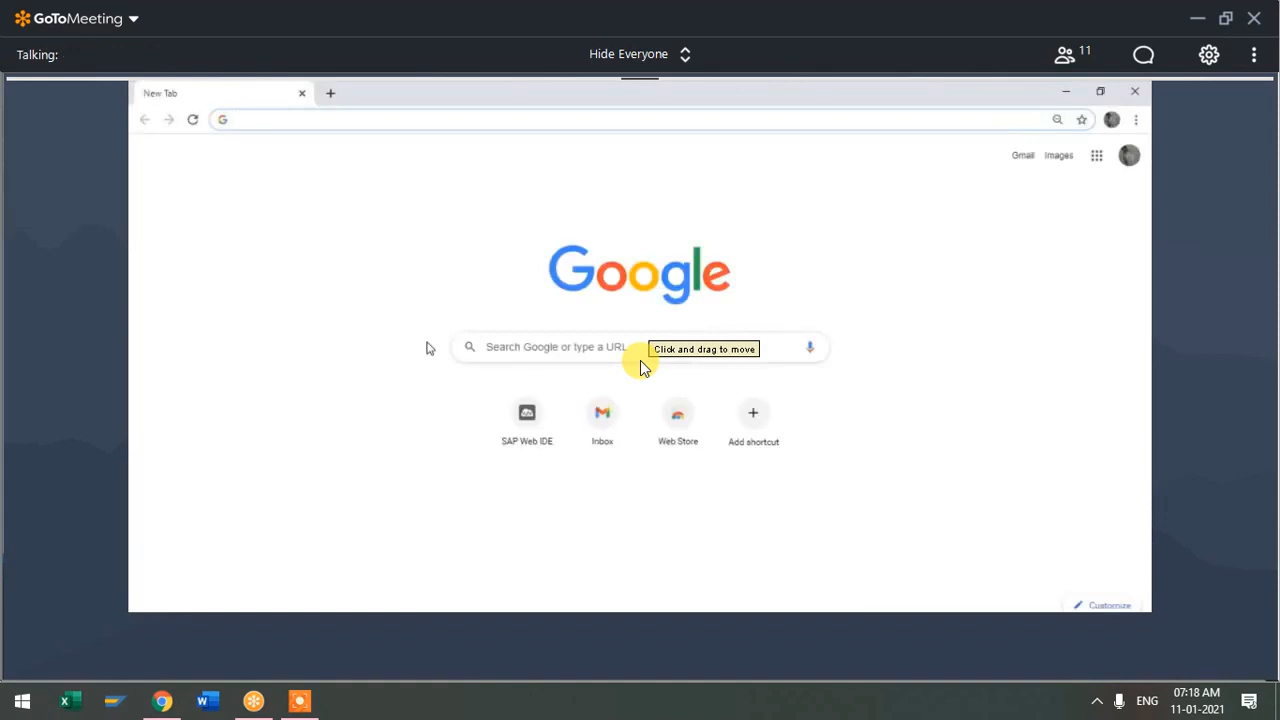 GoToMeeting
Talking:
Hide Everyone
11
New Tab
Gmail Images
Google
Search Google or type a URL
Click and drag to move
SAP Web IDE
Inbox
Web Store
Add shortcut
Customize
ENG
07:18 AM
11-01-2021